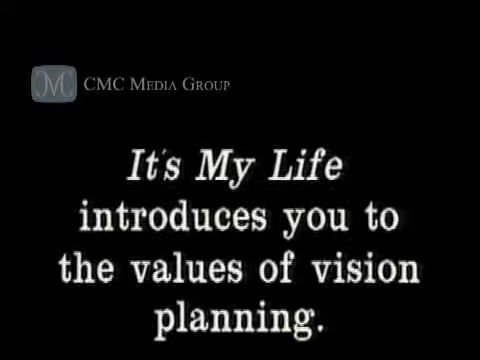 CMC MEDIA GROUP
It's My Life
introduces you to
the values of vision
planning.